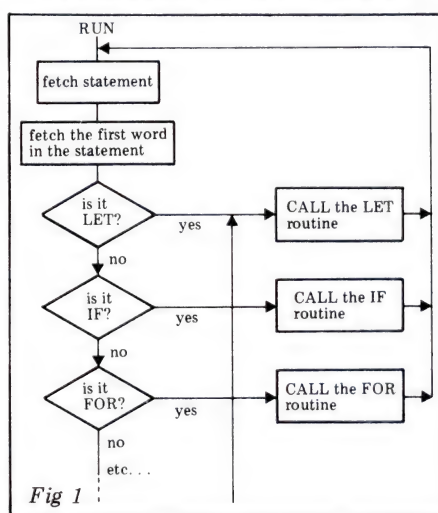 RUN
fetch statement
fetch the first word
in the statement
is it
LET?
yes
CALL the LET
routine
no
is it
IF?
yes
CALL the IF
routine
no
is it
FOR?
yes
CALL the FOR
routine
no
etc...
Fig 1